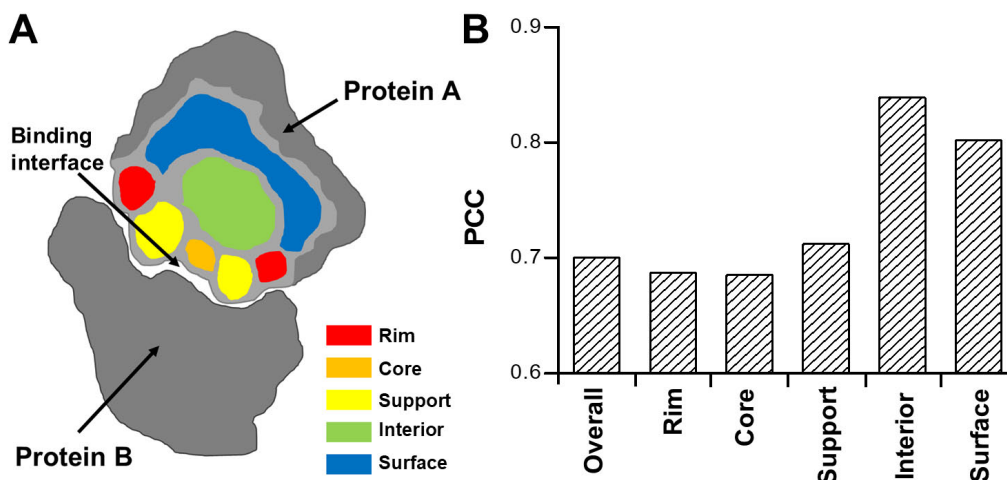 A
Protein A
Binding
interface
Protein B
Rim
Core
Support
Interior
Surface
B
PCC
0.9
0.8
0.7
0.6
Overall
Rim
Core
Support
Interior
Surface